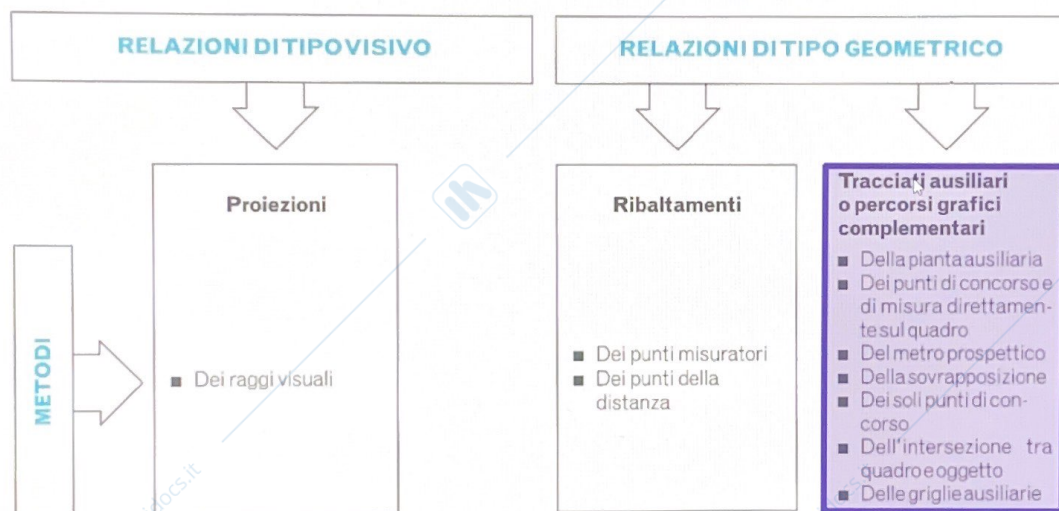 RELAZIONI DI TIPO VISIVO
RELAZIONI DI TIPO GEOMETRICO
METODI
Proiezioni
■ Dei raggi visuali
Ribaltamenti
■ Dei punti misuratori
■ Dei punti della
distanza
Tracciati ausiliari
o percorsi grafici
complementari
■ Della pianta ausiliaria
■ Dei punti di concorso e
di misura direttamen-
te sul quadro
■ Del metro prospettico
■ Della sovrapposizione
■ Dei soli punti di con-
corso
■ Dell'intersezione tra
quadro e oggetto
■ Delle griglie ausiliarie
docs.it